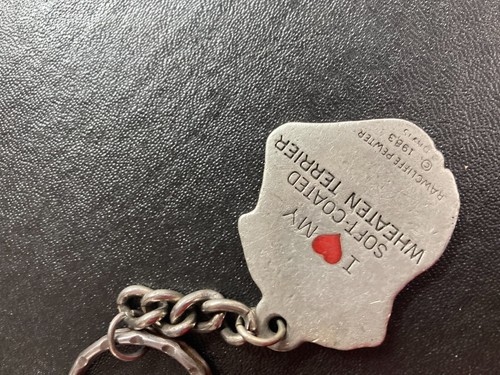 I
MY
SOFT-COATED
WHEATEN TERRIER
RAWCLIFFE PEWTER
© 1983